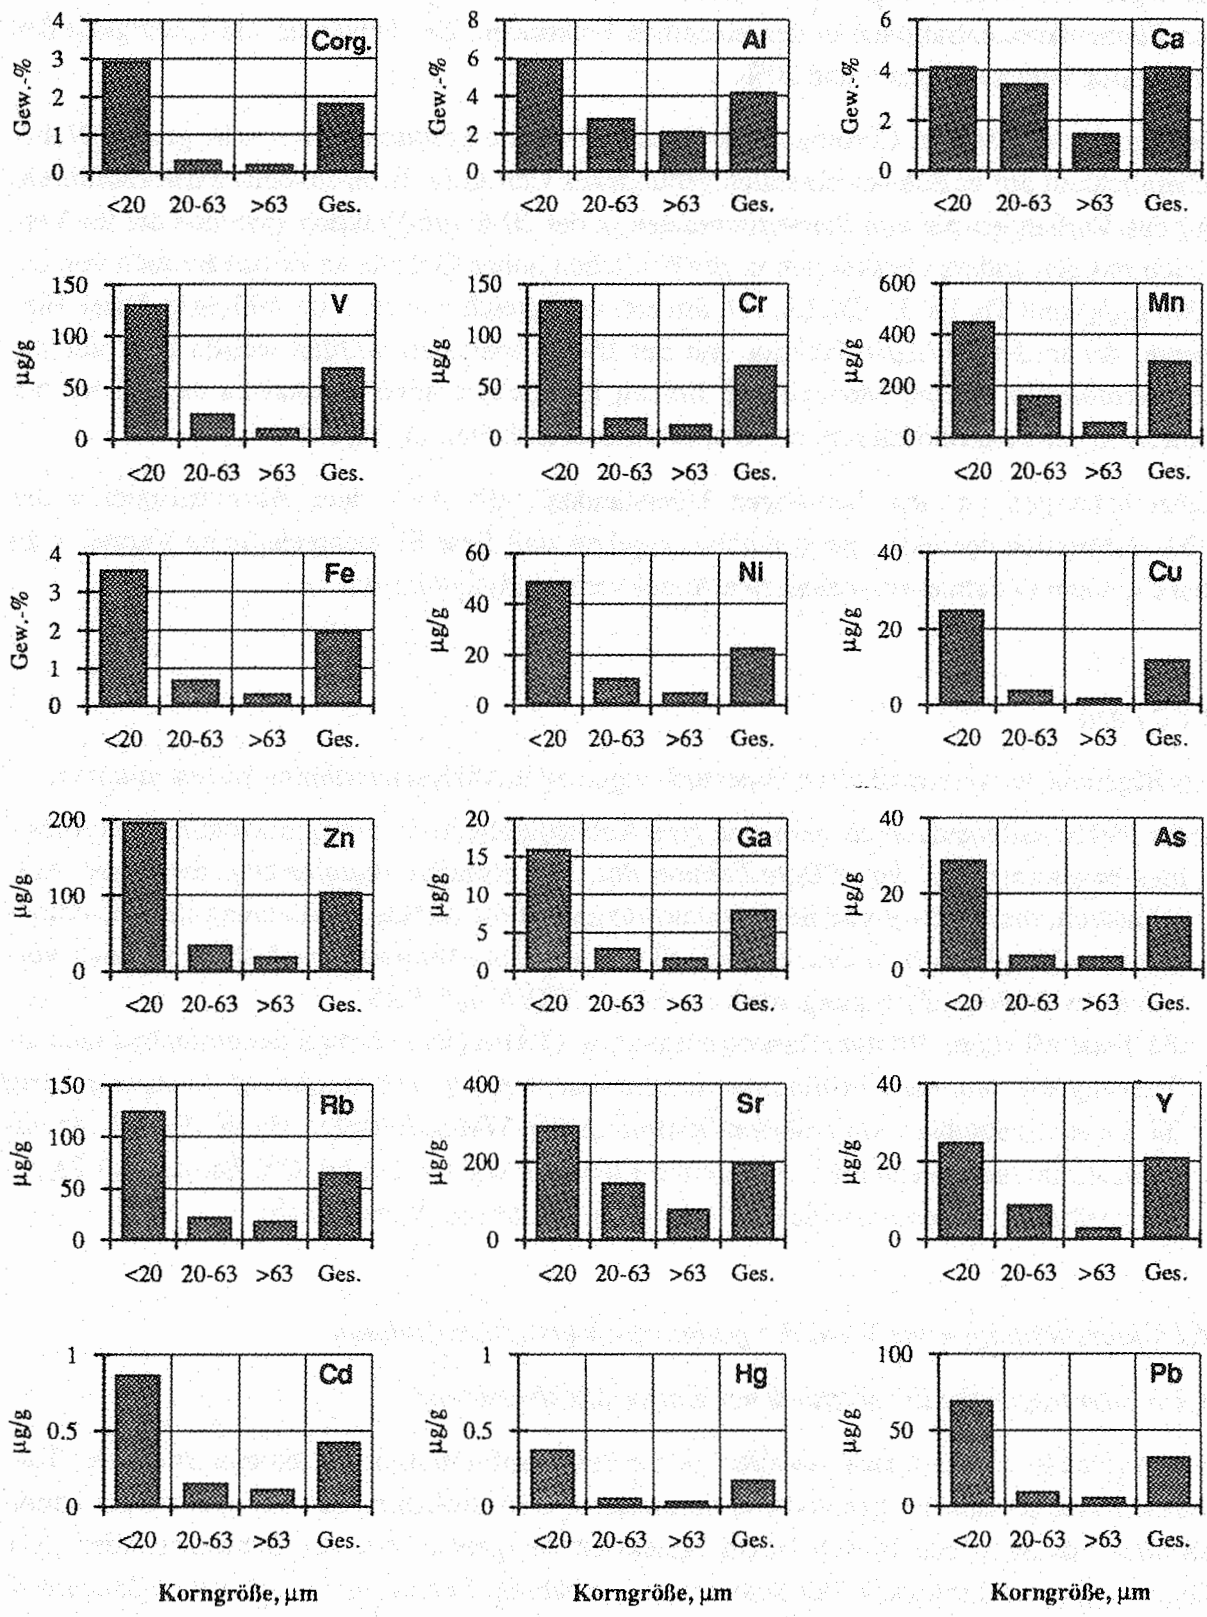 Corg.
Gew.-%
4
3
2
1
0
<20 20-63 >63 Ges.
Al
Gew.-%
8
6
4
2
0
<20 20-63 >63 Ges.
Ca
Gew.-%
6
4
2
0
<20 20-63 >63 Ges.
V
µg/g
150
100
50
0
<20 20-63 >63 Ges.
Cr
µg/g
150
100
50
0
<20 20-63 >63 Ges.
Mn
µg/g
600
400
200
0
<20 20-63 >63 Ges.
Fe
Gew.-%
4
3
2
1
0
<20 20-63 >63 Ges.
Ni
µg/g
60
40
20
0
<20 20-63 >63 Ges.
Cu
µg/g
40
20
0
<20 20-63 >63 Ges.
Zn
µg/g
200
100
0
<20 20-63 >63 Ges.
Ga
µg/g
20
15
10
5
0
<20 20-63 >63 Ges.
As
µg/g
40
20
0
<20 20-63 >63 Ges.
Rb
µg/g
150
100
50
0
<20 20-63 >63 Ges.
Sr
µg/g
400
200
0
<20 20-63 >63 Ges.
Y
µg/g
40
20
0
<20 20-63 >63 Ges.
Cd
µg/g
1
0.5
0
<20 20-63 >63 Ges.
Hg
µg/g
1
0.5
0
<20 20-63 >63 Ges.
Pb
µg/g
100
50
0
<20 20-63 >63 Ges.
Korngröße, µm
Korngröße, µm
Korngröße, µm